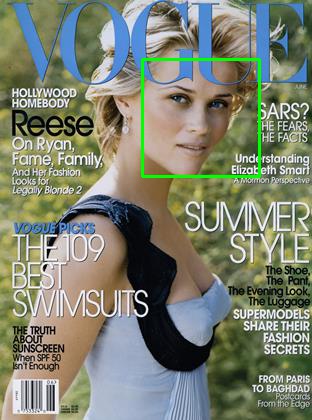 VOGUE
JUNE
HOLLYWOOD
HOMEBODY
Reese
On Ryan,
Fame, Family,
And Her Fashion
Looks for
Legally Blonde 2
SARS?
THE FEARS,
THE FACTS
Understanding
Elizabeth Smart
A Mormon Perspective
VOGUE PICKS
THE 109
BEST
SWIMSUITS
SUMMER
STYLE
The Shoe,
The Pant,
The Evening Look,
The Luggage
SUPERMODELS
SHARE THEIR
FASHION
SECRETS
THE TRUTH
ABOUT
SUNSCREEN
When SPF 50
Isn't Enough
FROM PARIS
TO BAGHDAD
Postcards
From the Edge
06>